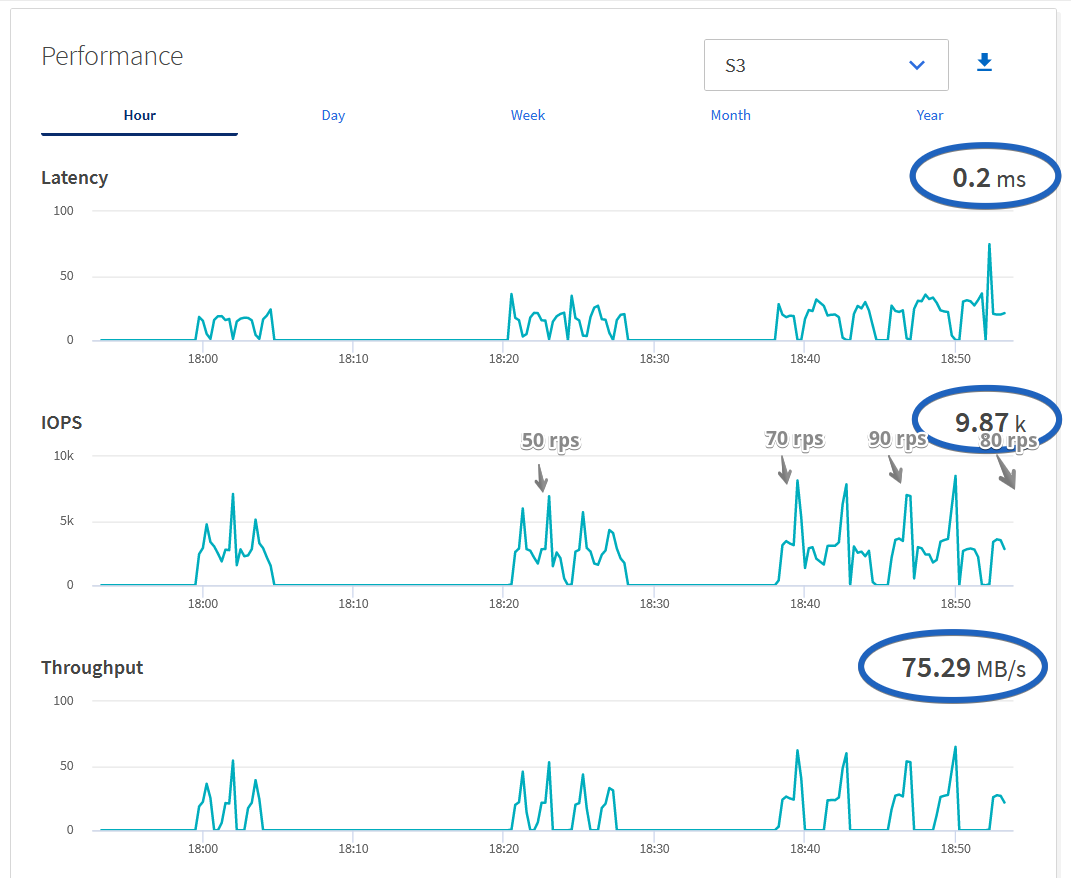 Performance
S3
Hour Day Week Month Year
Latency 0.2 ms
100
50
0
18:00 18:10 18:20 18:30 18:40 18:50
IOPS 9.87 k
50 rps 70 rps 90 rps 80 rps
10k
5k
0
18:00 18:10 18:20 18:30 18:40 18:50
Throughput 75.29 MB/s
100
50
0
18:00 18:10 18:20 18:30 18:40 18:50